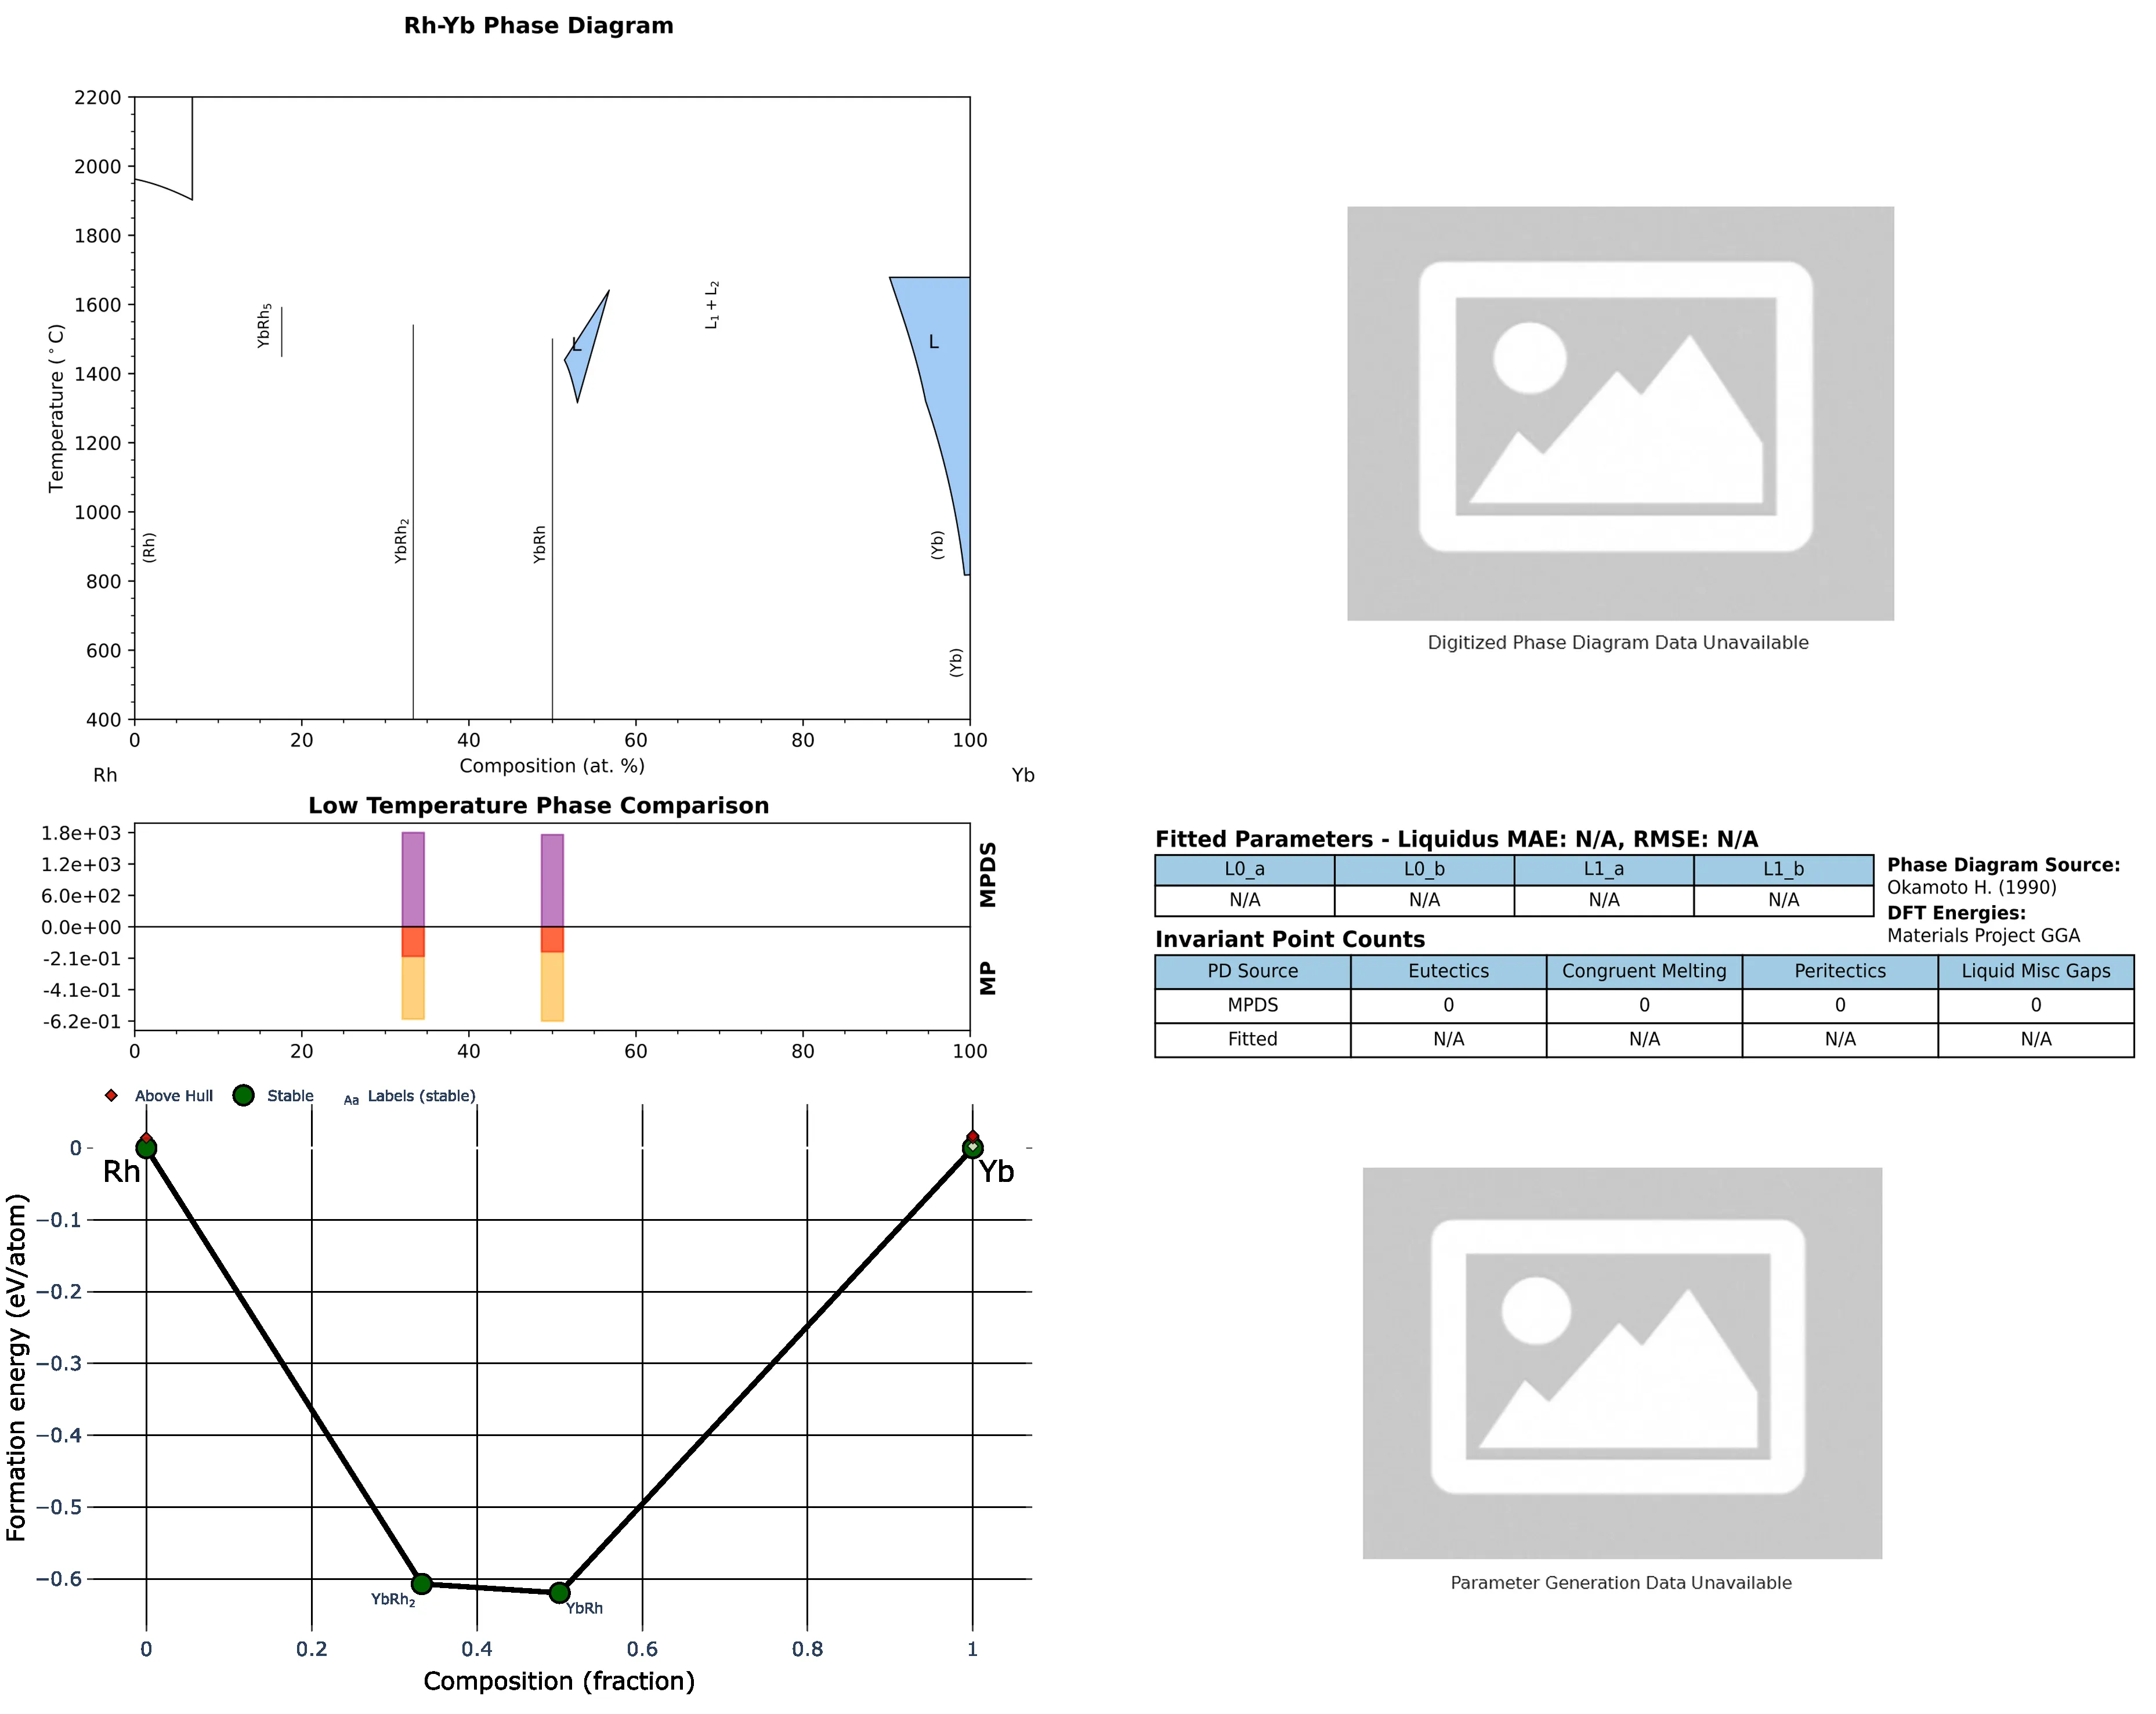 Rh-Yb Phase Diagram
2200
2000
1800
1600
1400
1200
1000
800
600
400
Temperature (°C)
(Rh)
YbRh5
YbRh2
YbRh
L
L1 + L2
L
(Yb)
(Yb)
0 20 40 60 80 100
Composition (at. %)
Rh Yb
Digitized Phase Diagram Data Unavailable
Low Temperature Phase Comparison
1.8e+03
1.2e+03
6.0e+02
0.0e+00
-2.1e-01
-4.1e-01
-6.2e-01
MPDS
MP
0 20 40 60 80 100
Fitted Parameters - Liquidus MAE: N/A, RMSE: N/A
L0_a L0_b L1_a L1_b
N/A N/A N/A N/A
Phase Diagram Source:
Okamoto H. (1990)
DFT Energies:
Materials Project GGA
Invariant Point Counts
PD Source Eutectics Congruent Melting Peritectics Liquid Misc Gaps
MPDS 0 0 0 0
Fitted N/A N/A N/A N/A
Above Hull Stable Aa Labels (stable)
0
−0.1
−0.2
−0.3
−0.4
−0.5
−0.6
Formation energy (eV/atom)
Rh
Yb
YbRh2
YbRh
0 0.2 0.4 0.6 0.8 1
Composition (fraction)
Parameter Generation Data Unavailable